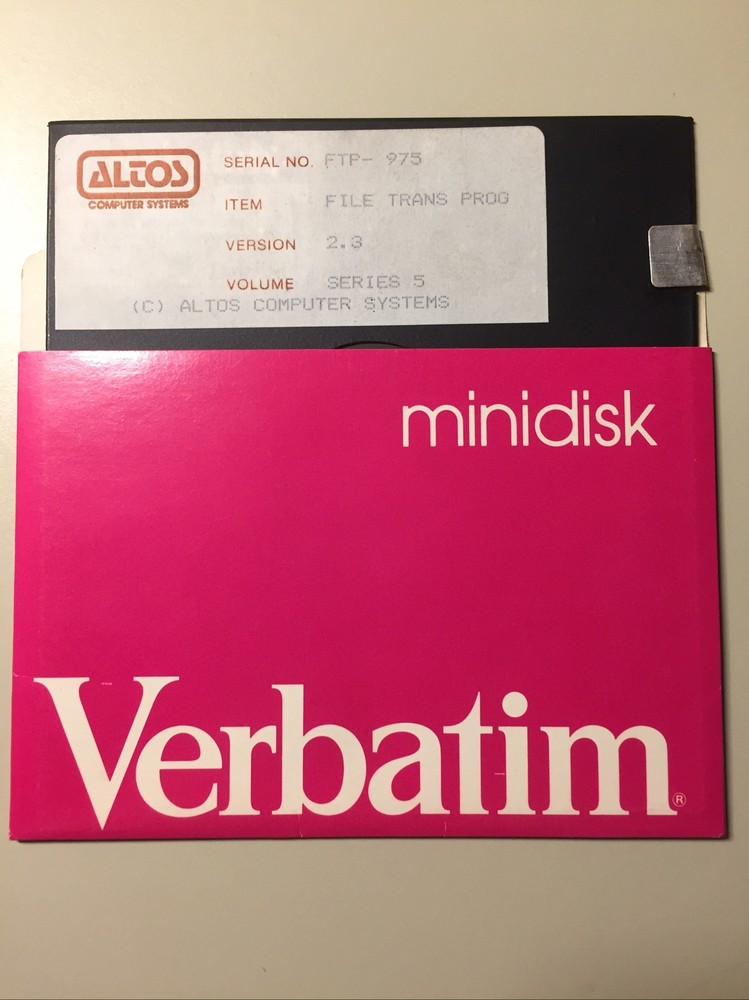 ALTOS
COMPUTER SYSTEMS
SERIAL NO. FTP- 975
ITEM FILE TRANS PROG
VERSION 2.3
VOLUME SERIES 5
(C) ALTOS COMPUTER SYSTEMS
minidisk
Verbatim®